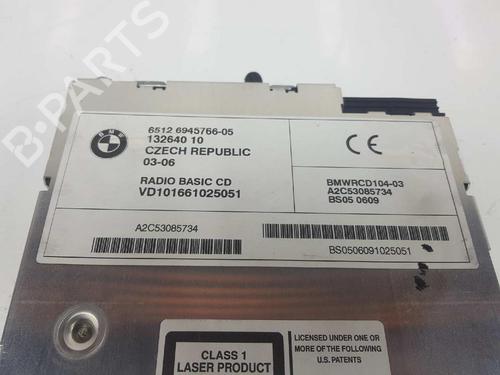 B-PARTS
BMW
6512 6945766-05
132640 10
CZECH REPUBLIC
03-06
RADIO BASIC CD
VD101661025051
CE
BMWRCD104-03
A2C53085734
BS05 0609
A2C53085734
BS0506091025051
CLASS 1
LASER PRODUCT
LICENSED UNDER ONE
OR MORE OF THE FOLLOWING
U.S. PATENTS